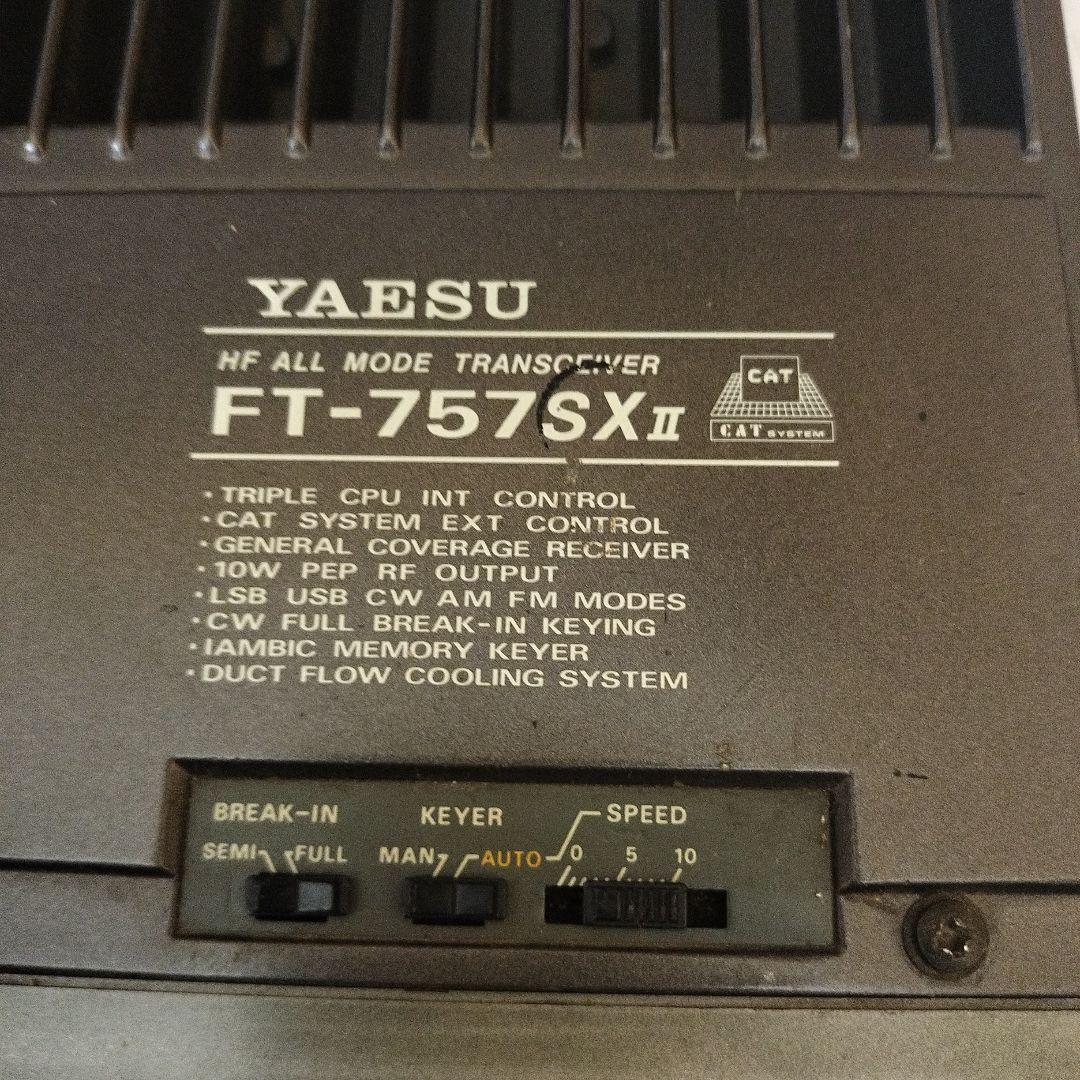 YAESU
HF ALL MODE TRANSCEIVER
FT-757SXII
CAT
CAT SYSTEM
• TRIPLE CPU INT CONTROL
• CAT SYSTEM EXT CONTROL
• GENERAL COVERAGE RECEIVER
• 10W PEP RF OUTPUT
• LSB USB CW AM FM MODES
• CW FULL BREAK-IN KEYING
• IAMBIC MEMORY KEYER
• DUCT FLOW COOLING SYSTEM
BREAK-IN KEYER SPEED
SEMI FULL MAN AUTO 0 5 10